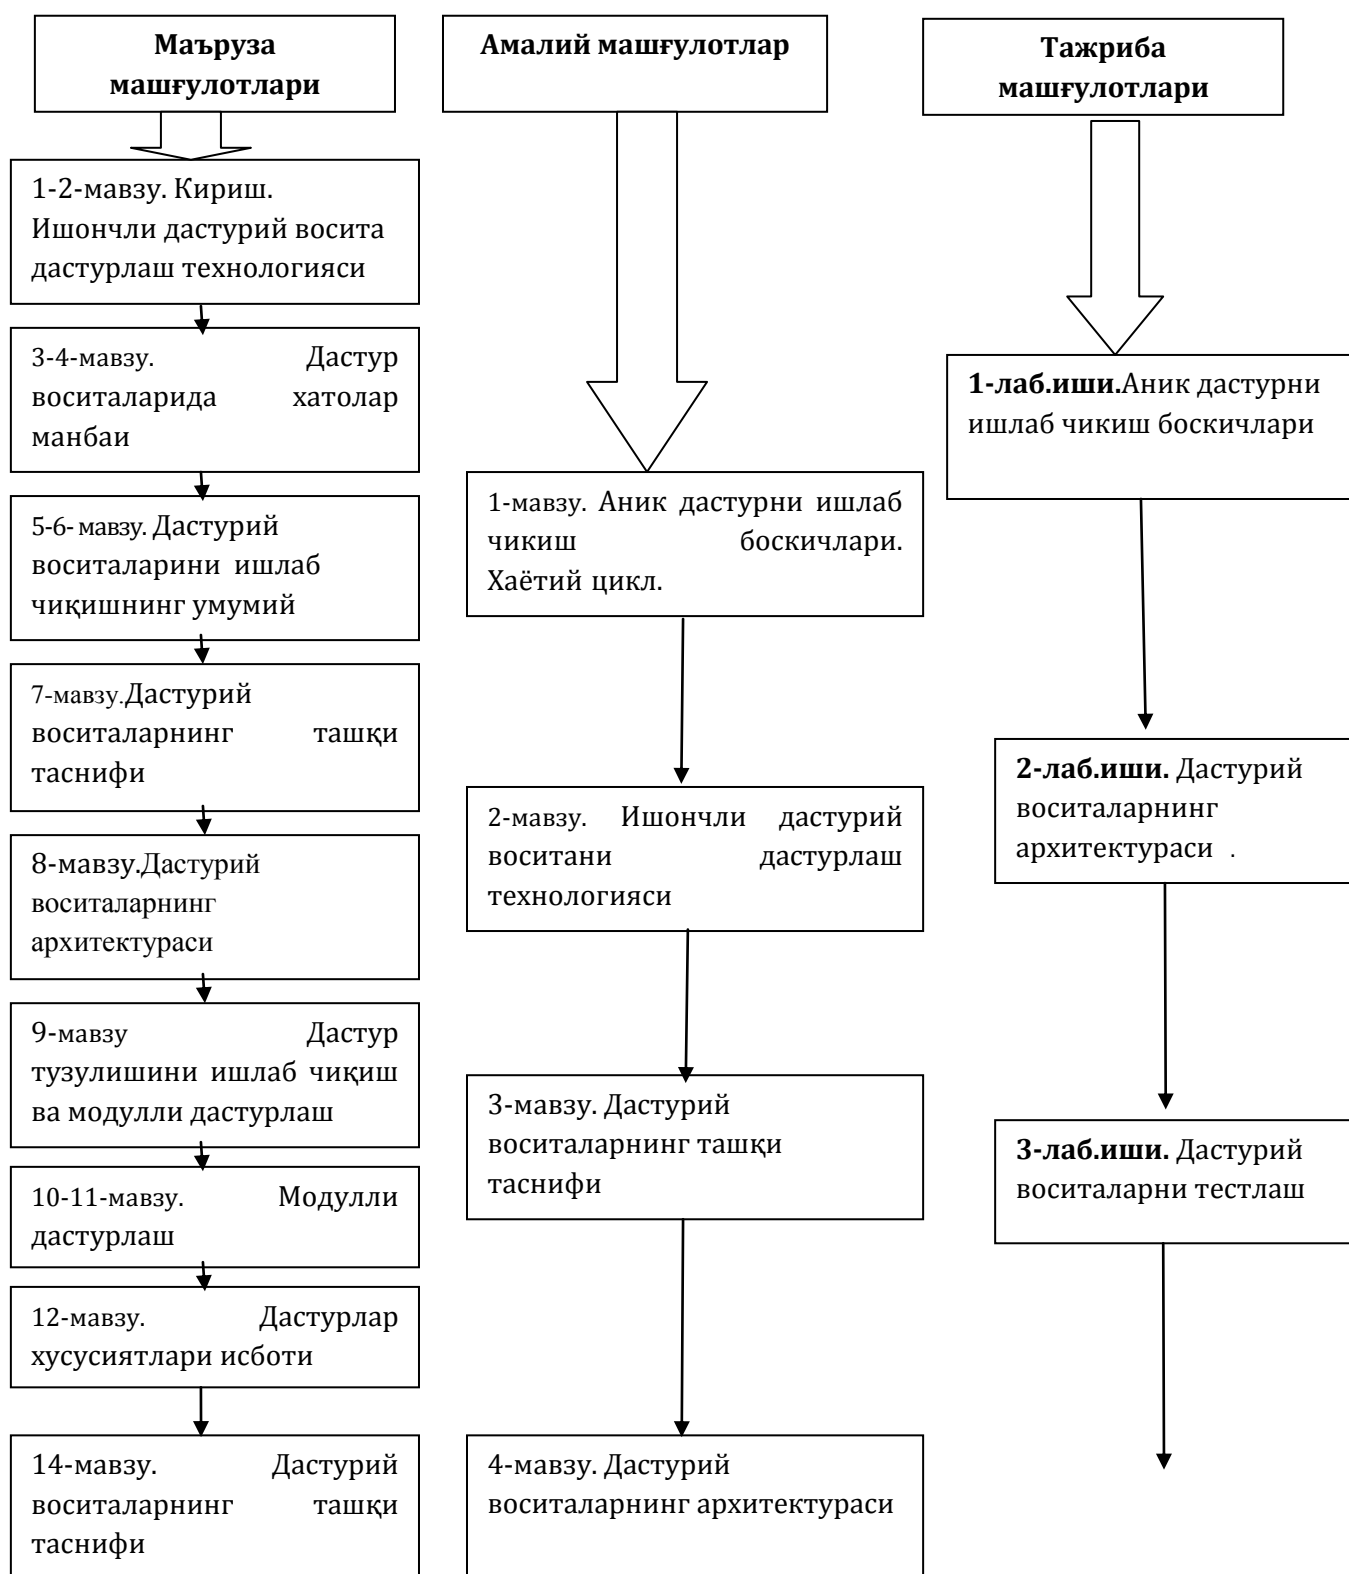 Маъруза
машғулотлари
1-2-мавзу. Кириш.
Ишончли дастурий восита
дастурлаш технологияси
3-4-мавзу. Дастур
воситаларида хатолар
манбаи
5-6-мавзу. Дастурий
воситаларини ишлаб
чиқишнинг умумий
7-мавзу.Дастурий
воситаларнинг ташқи
таснифи
8-мавзу.Дастурий
воситаларнинг
архитектураси
9-мавзу Дастур
тузулишини ишлаб чиқиш
ва модулли дастурлаш
10-11-мавзу. Модулли
дастурлаш
12-мавзу. Дастурлар
хусусиятлари исботи
14-мавзу. Дастурий
воситаларнинг ташқи
таснифи
Амалий машғулотлар
1-мавзу. Аник дастурни ишлаб
чикиш боскичлари.
Хаётий цикл.
2-мавзу. Ишончли дастурий
воситани дастурлаш
технологияси
3-мавзу. Дастурий
воситаларнинг ташқи
таснифи
4-мавзу. Дастурий
воситаларнинг архитектураси
Тажриба
машғулотлари
1-лаб.иши.Аник дастурни
ишлаб чикиш боскичлари
2-лаб.иши. Дастурий
воситаларнинг
архитектураси .
3-лаб.иши. Дастурий
воситаларни тестлаш